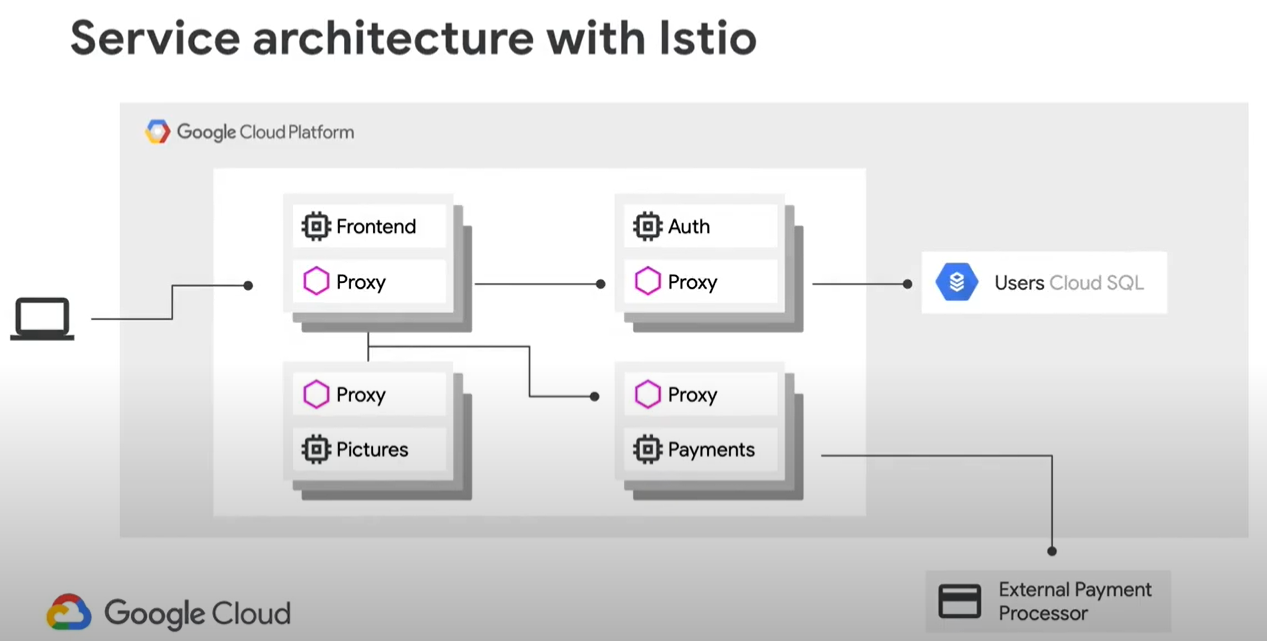 Service architecture with Istio
Google Cloud Platform
Frontend
Proxy
Auth
Proxy
Users Cloud SQL
Proxy
Pictures
Proxy
Payments
External Payment
Processor
Google Cloud